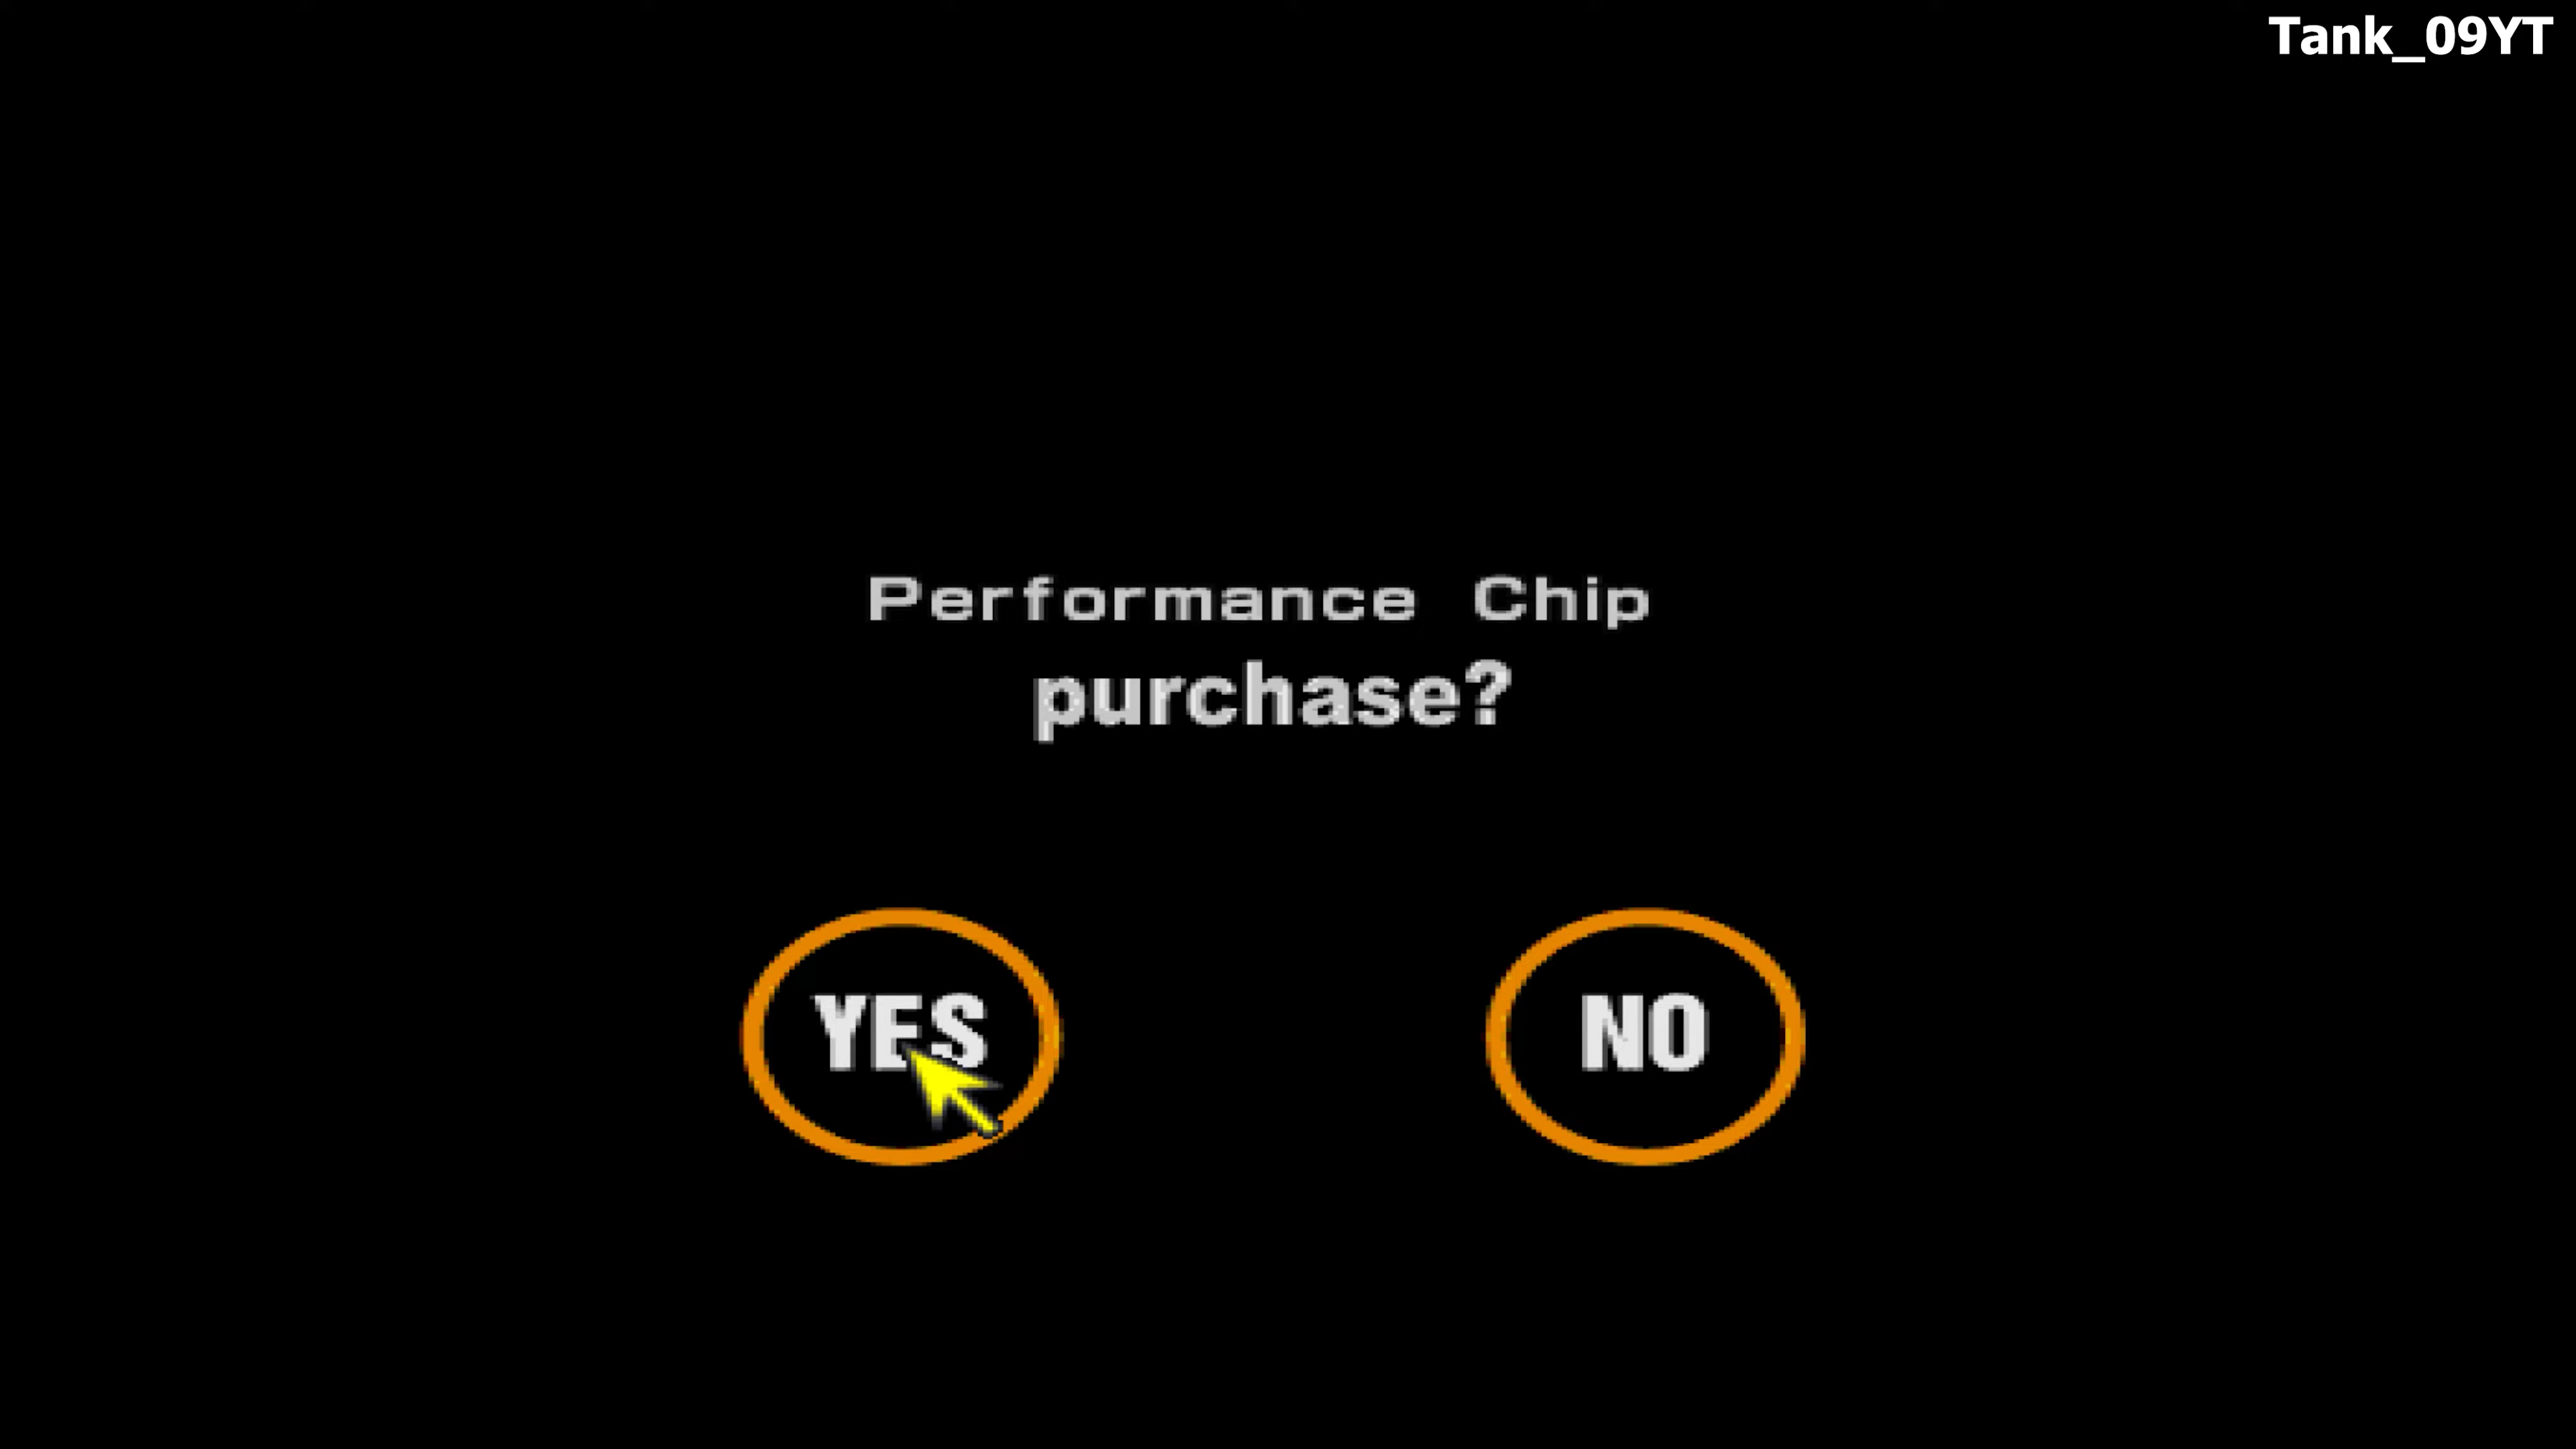 Tank_09YT
Performance Chip
purchase?
YES
NO